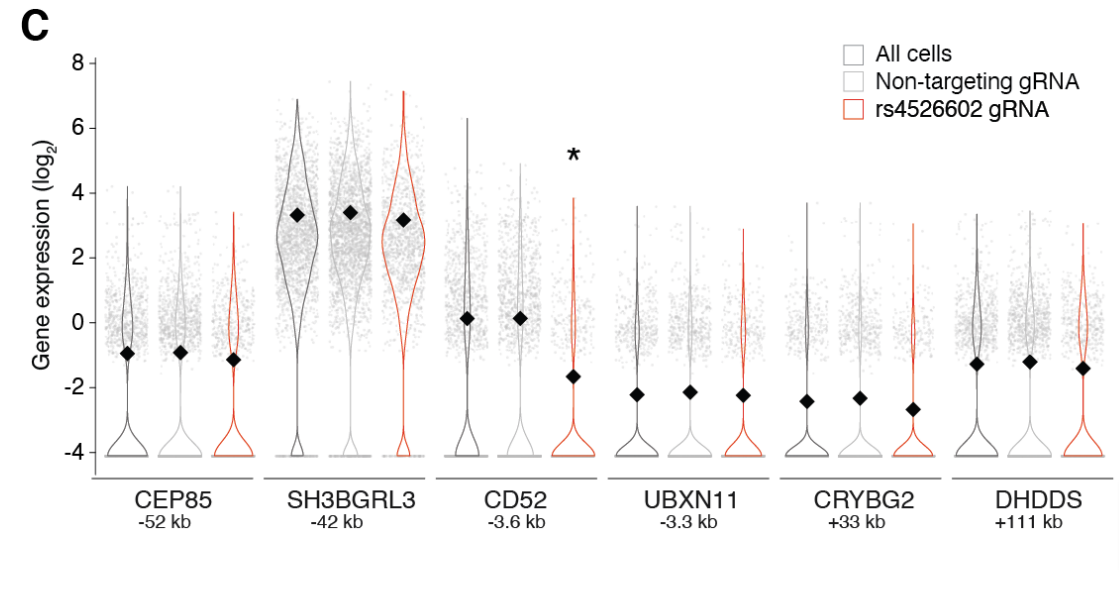 C
All cells
Non-targeting gRNA
rs4526602 gRNA
Gene expression (log2)
8
6
4
2
0
-2
-4
*
CEP85 SH3BGRL3 CD52 UBXN11 CRYBG2 DHDDS
-52 kb -42 kb -3.6 kb -3.3 kb +33 kb +111 kb